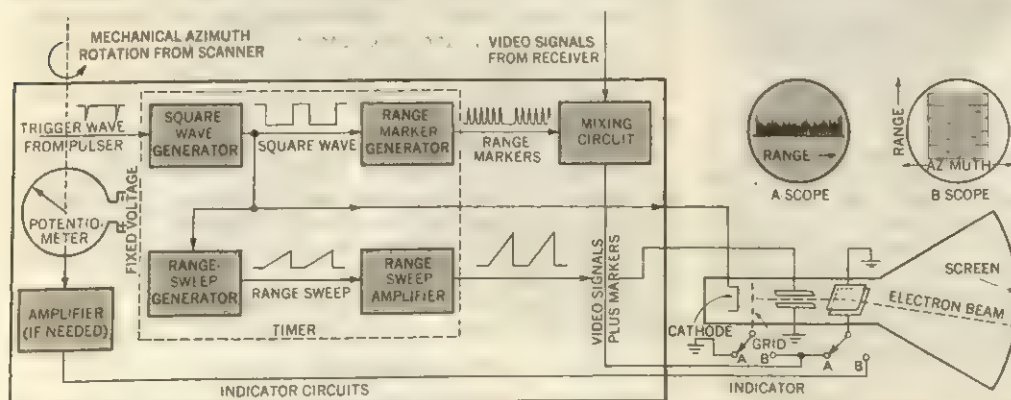 MECHANICAL AZIMUTH
ROTATION FROM SCANNER
VIDEO SIGNALS
FROM RECEIVER
TRIGGER WAVE
FROM PULSER
SQUARE
WAVE
GENERATOR
SQUARE WAVE
RANGE
MARKER
GENERATOR
RANGE
MARKERS
MIXING
CIRCUIT
RANGE
A SCOPE
RANGE
AZ MUTH
B SCOPE
POTENTIO-
METER
FIXED VOLTAGE
RANGE-
SWEEP
GENERATOR
RANGE SWEEP
RANGE
SWEEP
AMPLIFIER
TIMER
VIDEO SIGNALS
PLUS MARKERS
AMPLIFIER
(IF NEEDED)
INDICATOR CIRCUITS
CATHODE
GRID
A
B
A
B
SCREEN
ELECTRON BEAM
INDICATOR